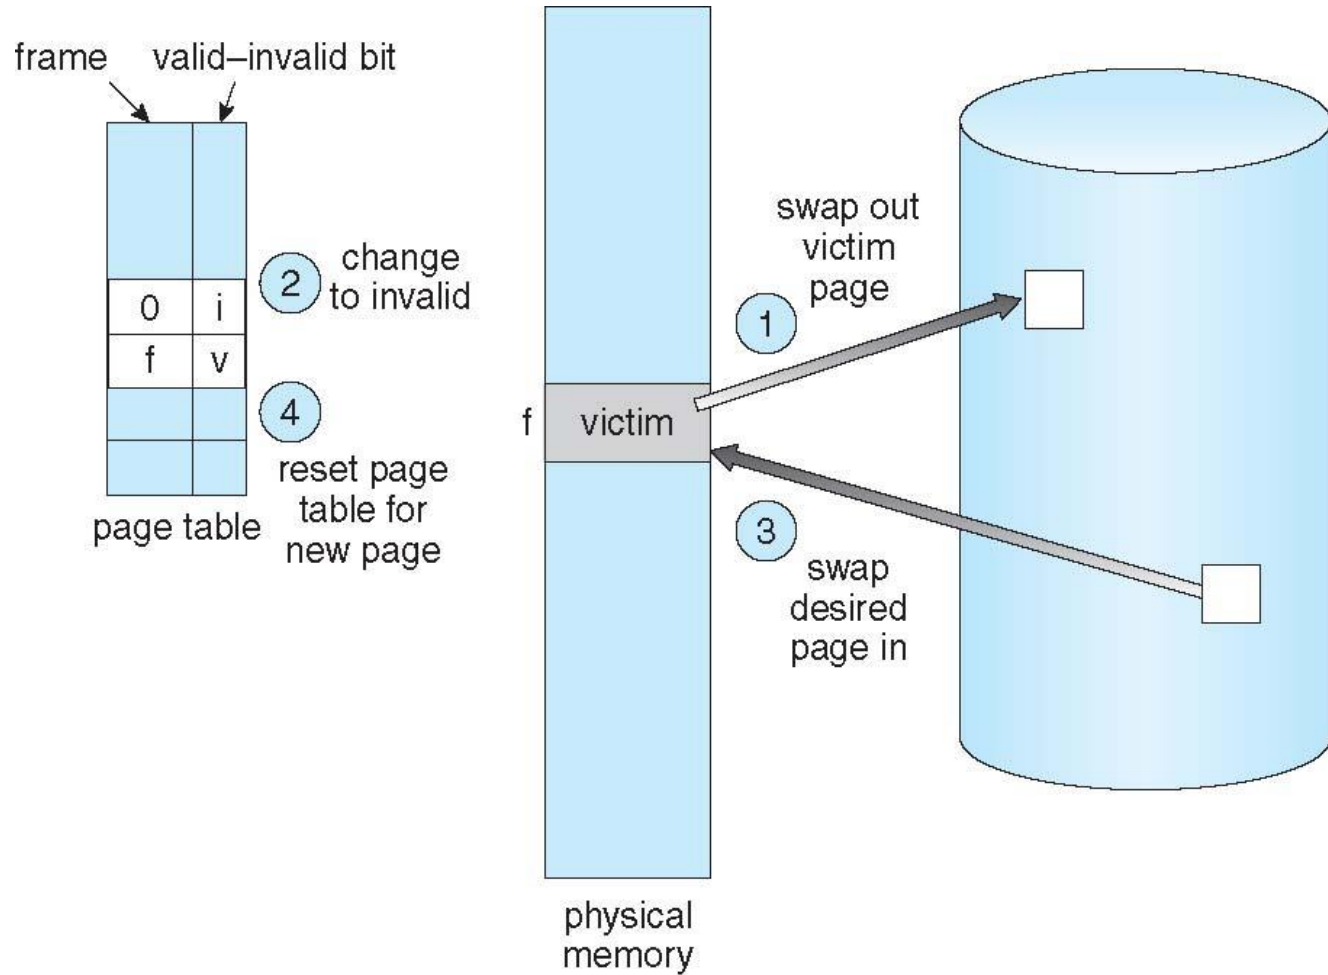 frame
valid–invalid bit
0
i
f
v
2
change
to invalid
4
reset page
table for
new page
page table
f
victim
physical
memory
1
swap out
victim
page
3
swap
desired
page in